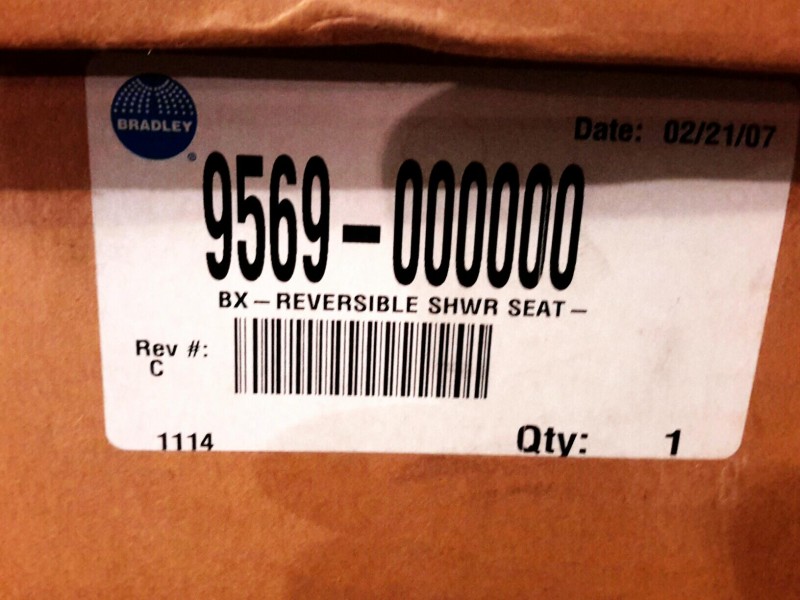 BRADLEY
®
Date: 02/21/07
9569-000000
BX-REVERSIBLE SHWR SEAT-
Rev #:
C
1114
Qty: 1